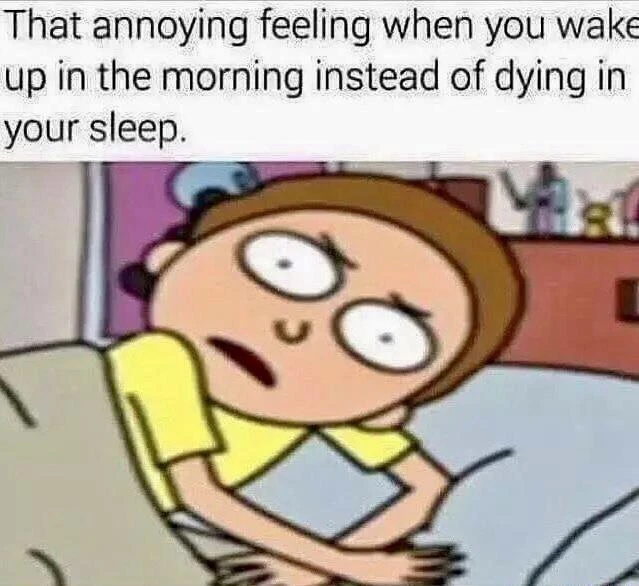 That annoying feeling when you wake
up in the morning instead of dying in
your sleep.